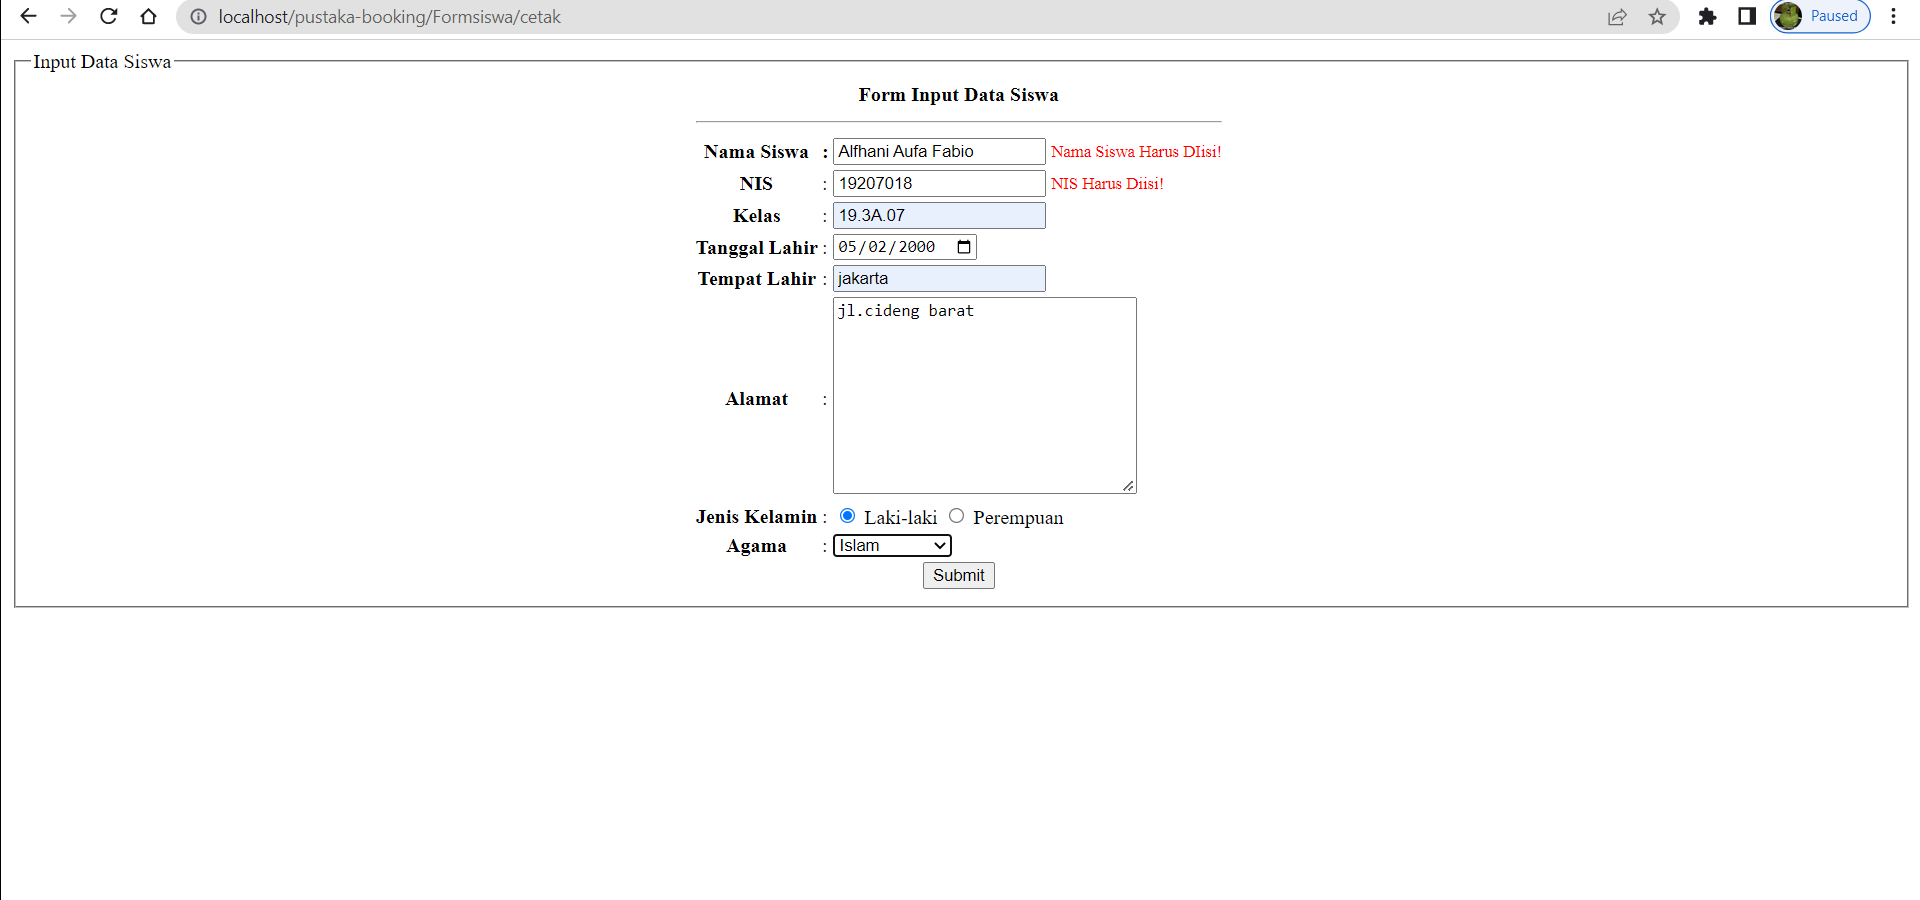 localhost/pustaka-booking/Formsiswa/cetak
Paused
Input Data Siswa
Form Input Data Siswa
Nama Siswa : Alfhani Aufa Fabio Nama Siswa Harus DIisi!
NIS : 19207018 NIS Harus Diisi!
Kelas : 19.3A.07
Tanggal Lahir : 05/02/2000
Tempat Lahir : jakarta
jl.cideng barat
Alamat :
Jenis Kelamin : Laki-laki Perempuan
Agama : Islam
Submit